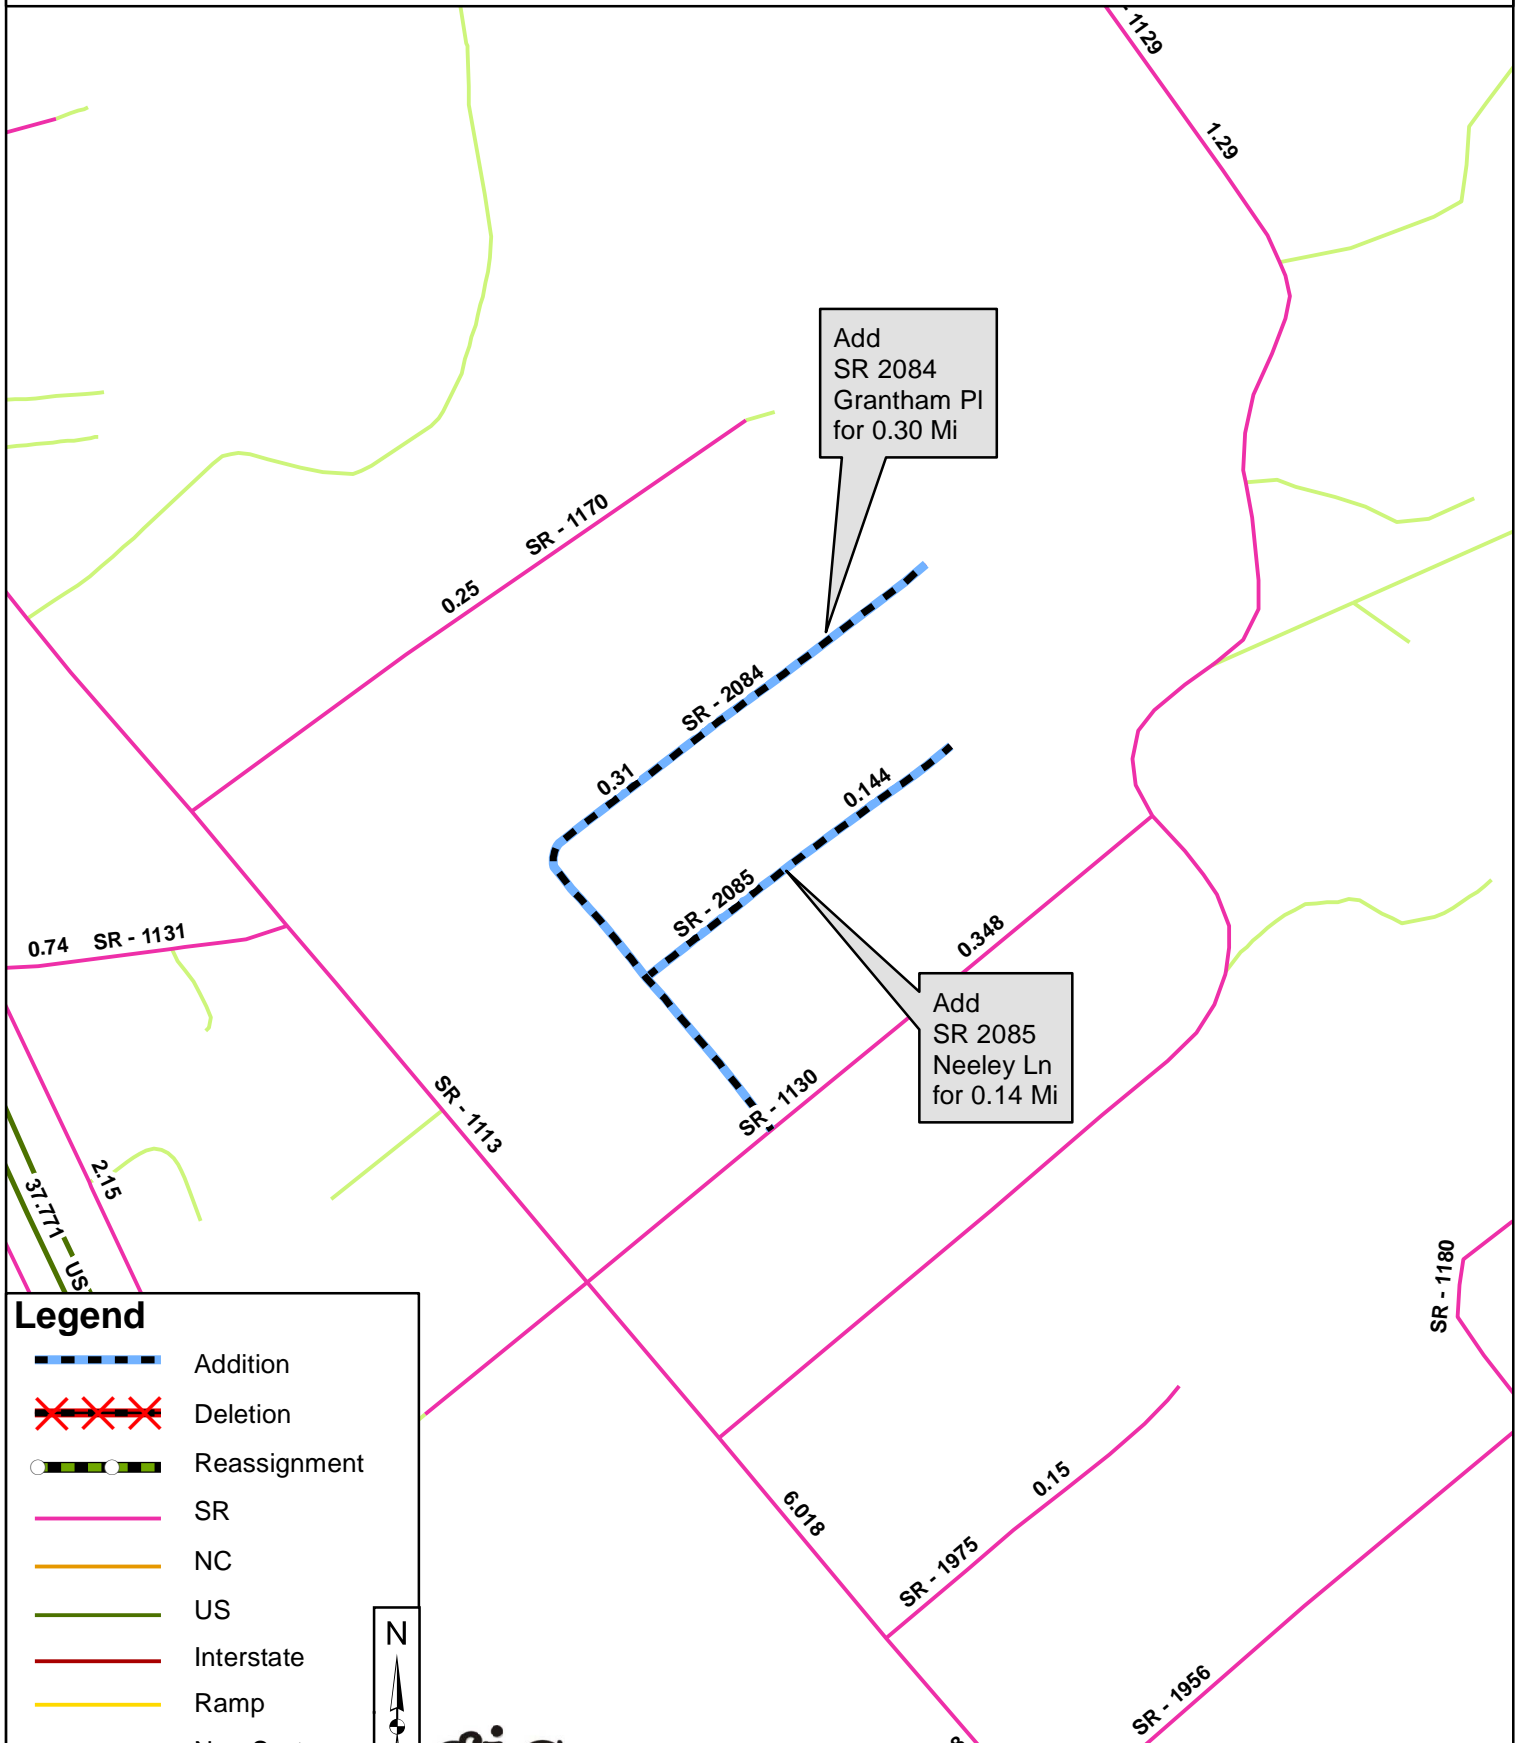 1129
1.29
Add
SR 2084
Grantham Pl
for 0.30 Mi
SR - 1170
0.25
SR - 2084
0.31
0.144
SR - 2085
0.348
0.74 SR - 1131
Add
SR 2085
Neeley Ln
for 0.14 Mi
SR - 1130
SR - 1113
2.15
37.771
US
SR - 1180
Legend
Addition
Deletion
Reassignment
SR
NC
US
Interstate
Ramp
N
6.018
0.15
SR - 1975
SR - 1956